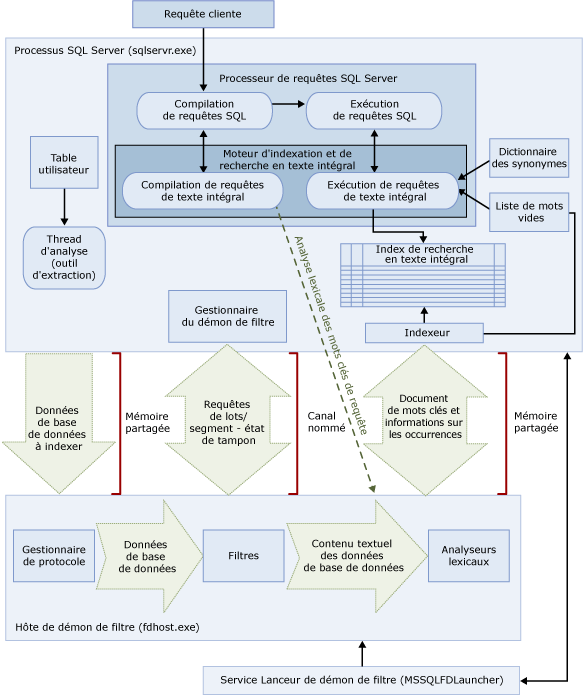 Requête cliente
Processus SQL Server (sqlservr.exe)
Processeur de requêtes SQL Server
Compilation
de requêtes SQL
Exécution
de requêtes SQL
Moteur d'indexation et de
recherche en texte intégral
Compilation de requêtes
de texte intégral
Exécution de requêtes
de texte intégral
Table
utilisateur
Thread
d'analyse
(outil
d'extraction)
Dictionnaire
des synonymes
Liste de mots
vides
Index de recherche
en texte intégral
Indexeur
Gestionnaire
du démon de filtre
Analyse lexicale des mots clés de requête
Données
de base
de données
à indexer
Mémoire
partagée
Requêtes
de lots/
segment - état
de tampon
Canal
nommé
Document
de mots clés et
informations sur
les occurrences
Mémoire
partagée
Gestionnaire
de protocole
Données
de base
de données
Filtres
Contenu textuel
des données
de base de données
Analyseurs
lexicaux
Hôte de démon de filtre (fdhost.exe)
Service Lanceur de démon de filtre (MSSQLFDLauncher)